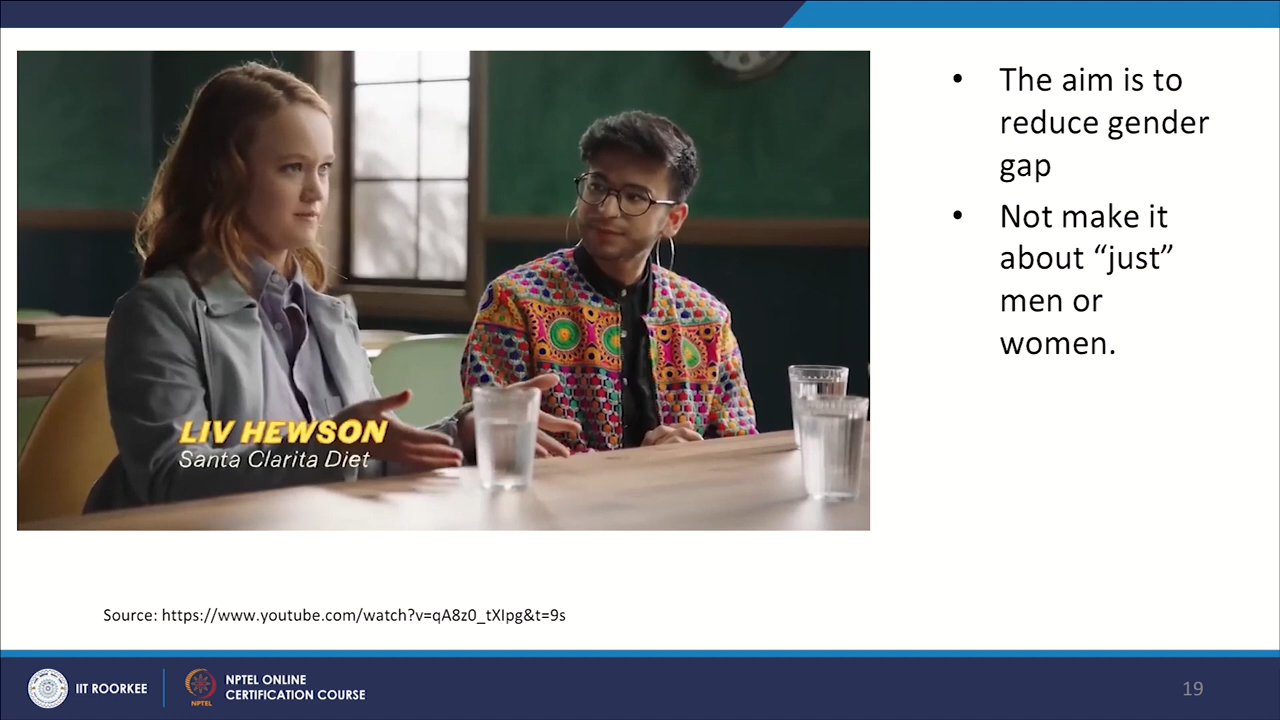 • The aim is to
reduce gender
gap
• Not make it
about “just”
men or
women.
LIV HEWSON
Santa Clarita Diet
Source: https://www.youtube.com/watch?v=qA8z0_tXIpg&t=9s
IIT ROORKEE
NPTEL
NPTEL ONLINE
CERTIFICATION COURSE
19